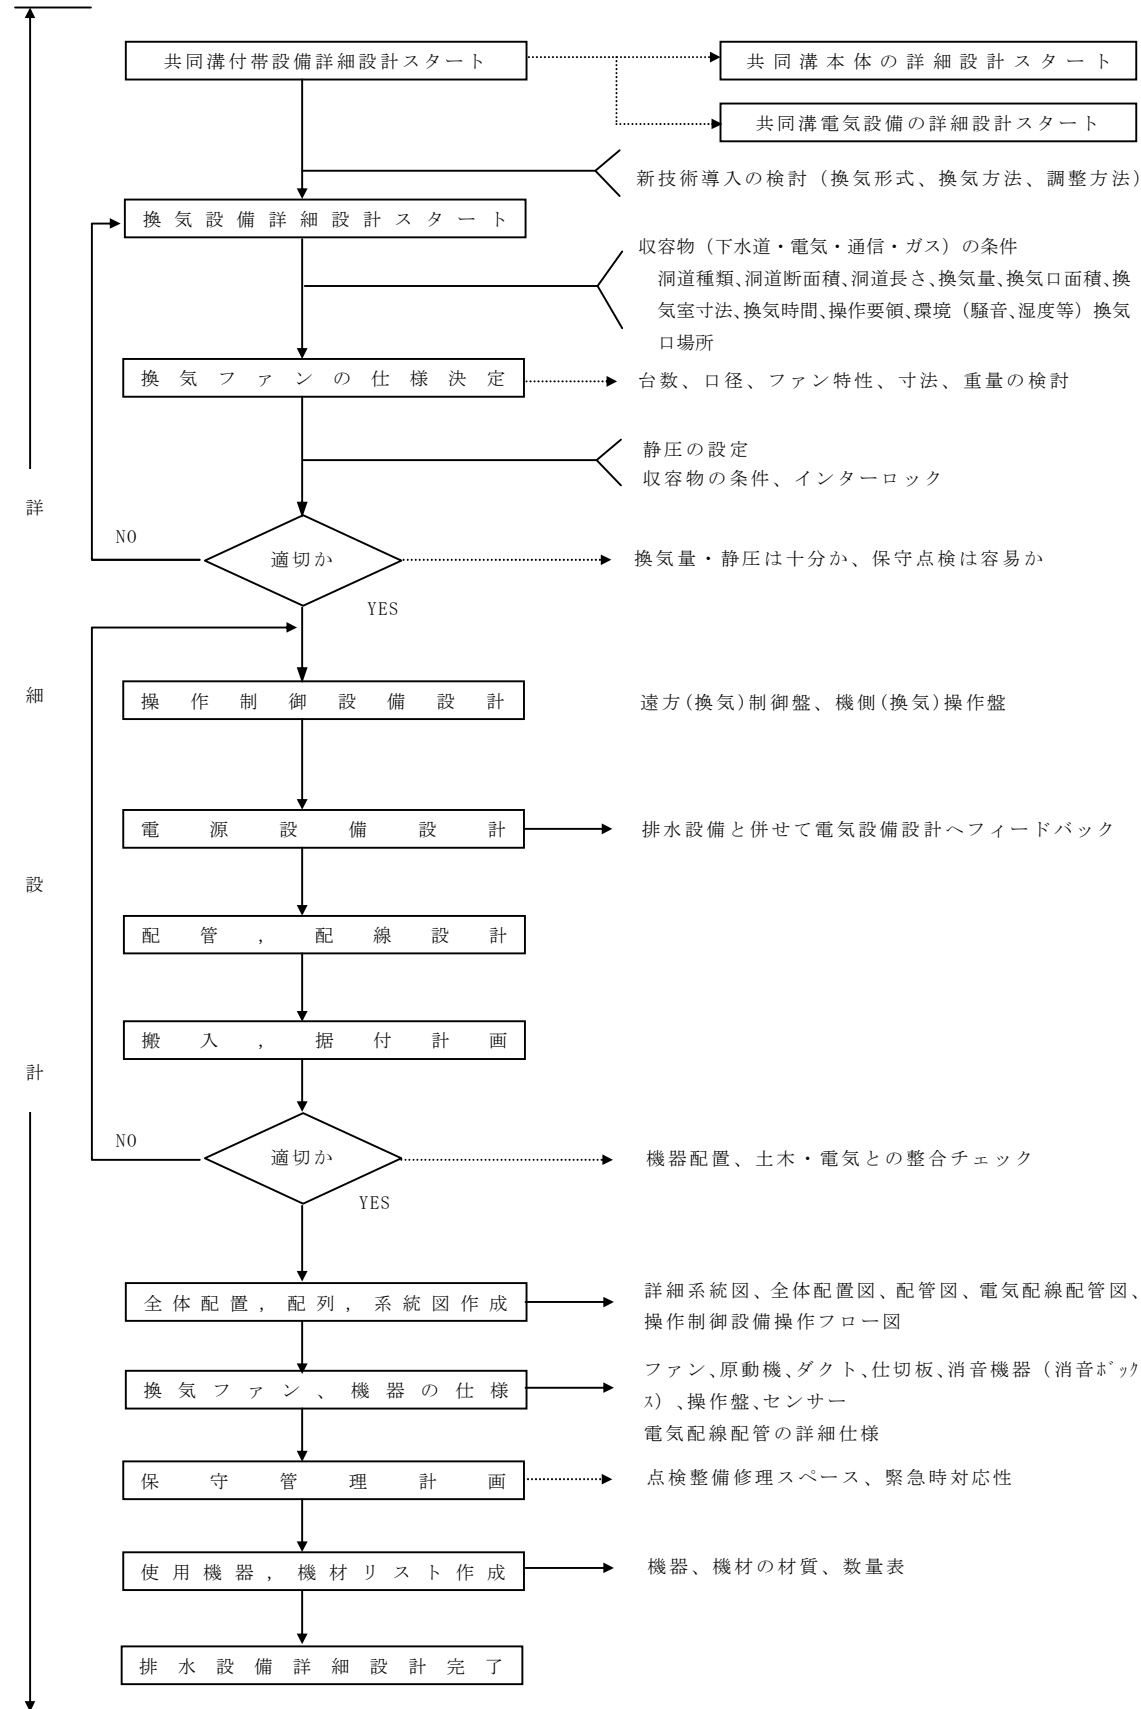 共同溝付帯設備詳細設計スタート
共同溝本体の詳細設計スタート
共同溝電気設備の詳細設計スタート
新技術導入の検討（換気形式、換気方法、調整方法）
換気設備詳細設計スタート
収容物（下水道・電気・通信・ガス）の条件
洞道種類、洞道断面積、洞道長さ、換気量、換気口面積、換
気室寸法、換気時間、操作要領、環境（騒音、湿度等）換気
口場所
換気ファンの仕様決定
台数、口径、ファン特性、寸法、重量の検討
静圧の設定
収容物の条件、インターロック
詳
NO
適切か
換気量・静圧は十分か、保守点検は容易か
YES
細
操作制御設備設計
遠方(換気)制御盤、機側(換気)操作盤
電源設備設計
排水設備と併せて電気設備設計へフィードバック
設
配管，配線設計
搬入，据付計画
計
NO
適切か
機器配置、土木・電気との整合チェック
YES
全体配置，配列，系統図作成
詳細系統図、全体配置図、配管図、電気配線配管図、
操作制御設備操作フロー図
換気ファン、機器の仕様
ファン、原動機、ダクト、仕切板、消音機器（消音ﾎﾞｯｸ
ｽ）、操作盤、センサー
電気配線配管の詳細仕様
保守管理計画
点検整備修理スペース、緊急時対応性
使用機器，機材リスト作成
機器、機材の材質、数量表
排水設備詳細設計完了